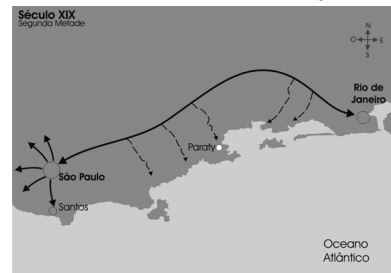 Século XIX
Segunda Metade
N
O E
S
Rio de
Janeiro
Paraty
São Paulo
Santos
Oceano
Atlântico